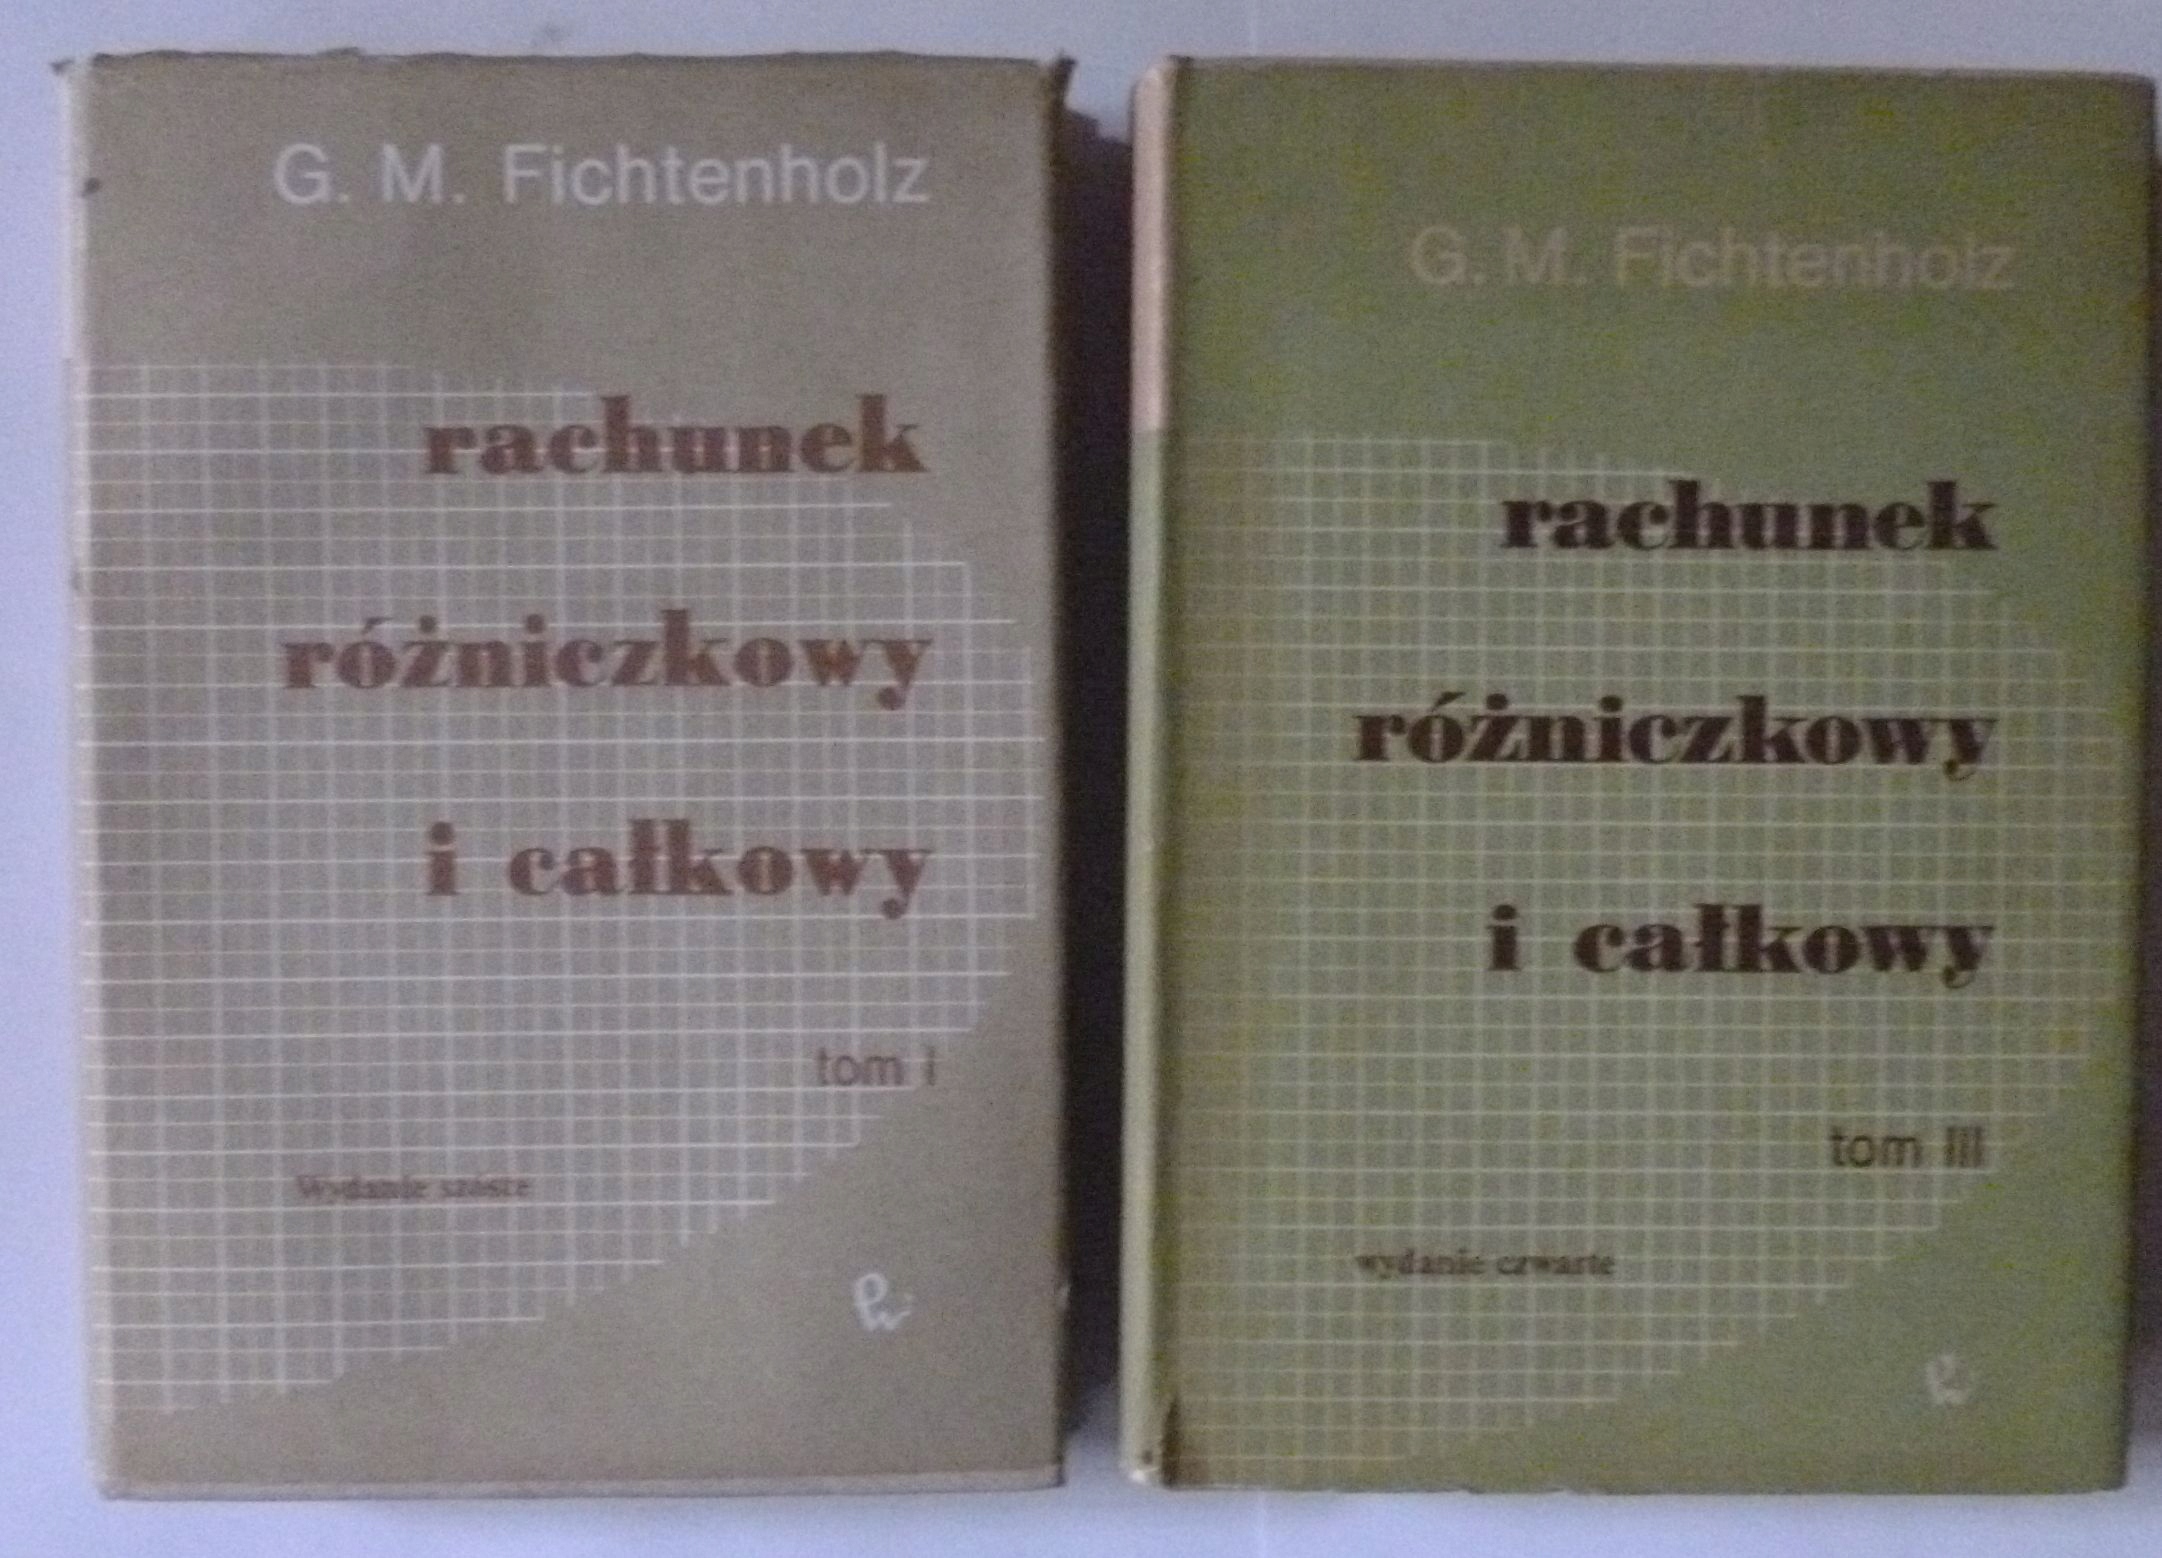 G. M. Fichtenholz
rachunek
różniczkowy
i całkowy
tom I
Wydanie szóste
G. M. Fichtenholz
rachunek
różniczkowy
i całkowy
tom III
wydanie czwarte